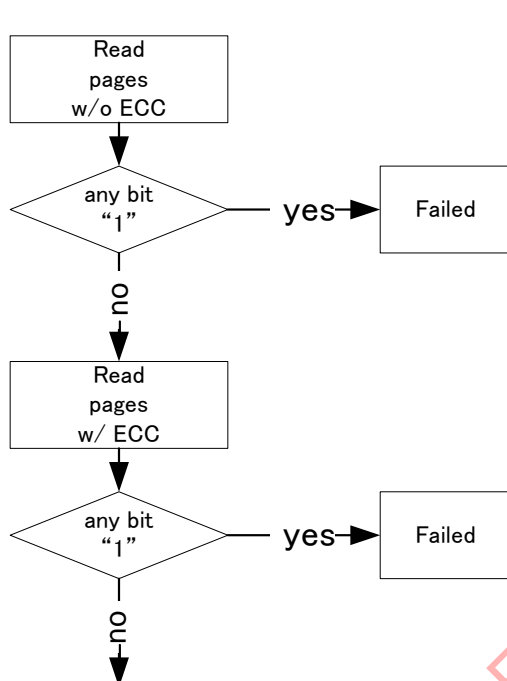 Read
pages
w/o ECC
any bit
“1”
yes
Failed
no
Read
pages
w/ ECC
any bit
“1”
yes
Failed
no